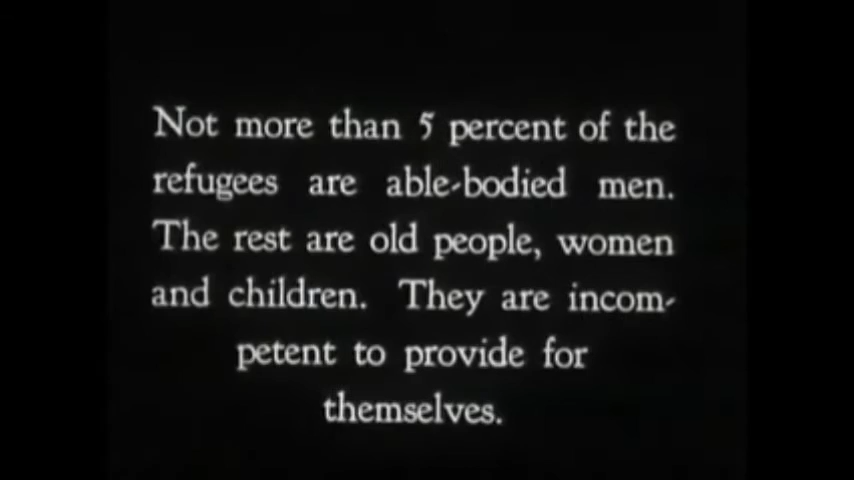 Not more than 5 percent of the
refugees are able-bodied men.
The rest are old people, women
and children. They are incom-
petent to provide for
themselves.